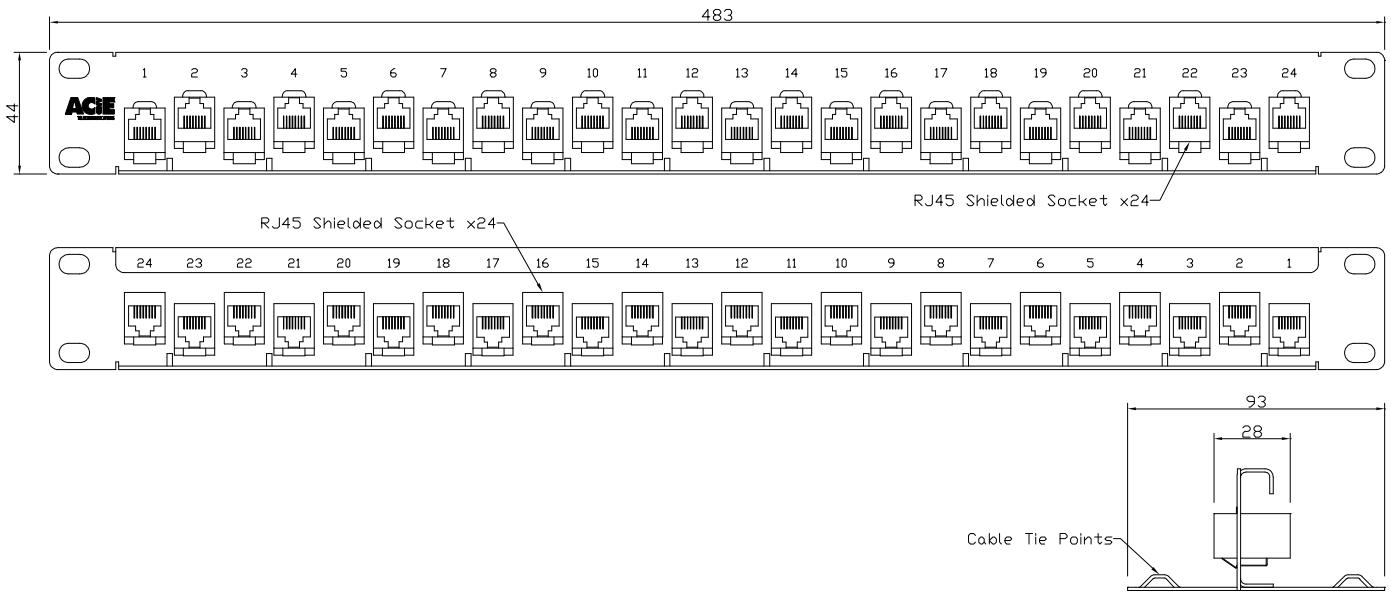 483
44
1 2 3 4 5 6 7 8 9 10 11 12 13 14 15 16 17 18 19 20 21 22 23 24
ACiE
RJ45 Shielded Socket x24
RJ45 Shielded Socket x24
24 23 22 21 20 19 18 17 16 15 14 13 12 11 10 9 8 7 6 5 4 3 2 1
93
28
Cable Tie Points